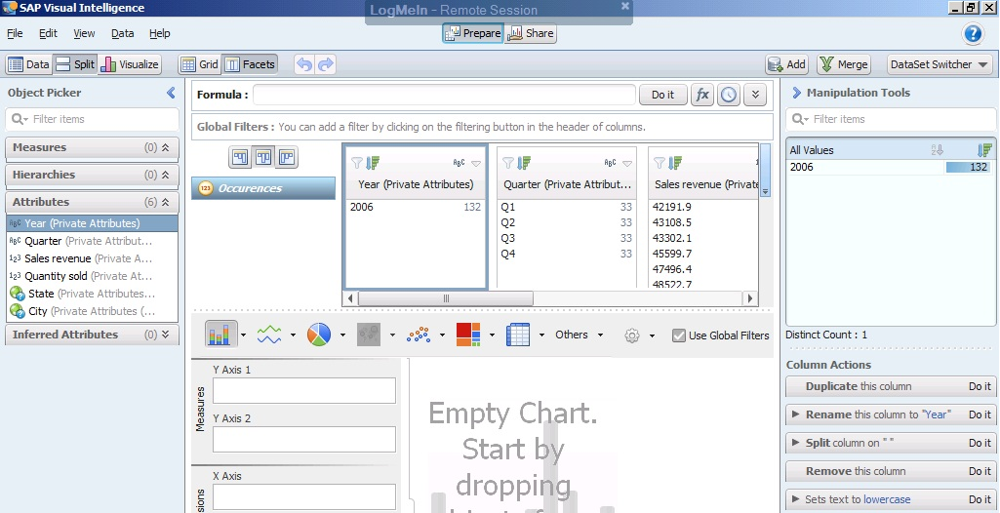 SAP Visual Intelligence
LogMeIn - Remote Session
File Edit View Data Help
Prepare Share
Data Split Visualize Grid Facets
Add Merge DataSet Switcher
Object Picker
Filter items
Measures (0)
Hierarchies (0)
Attributes (6)
ABC Year (Private Attributes)
ABC Quarter (Private Attribut...
123 Sales revenue (Private A...
123 Quantity sold (Private At...
State (Private Attributes...
City (Private Attributes (...
Inferred Attributes (0)
Formula : Do it fx
Global Filters : You can add a filter by clicking on the filtering button in the header of columns.
123 Occurences
ABC
Year (Private Attributes)
2006 132
ABC
Quarter (Private Attribut...
Q1 33
Q2 33
Q3 33
Q4 33
Sales revenue (Private
42191.9
43108.5
43302.1
45599.7
47496.4
48522.7
Others Use Global Filters
Measures
Y Axis 1
Y Axis 2
X Axis
Empty Chart.
Start by
dropping
Manipulation Tools
Filter items
All Values
2006 132
Distinct Count : 1
Column Actions
Duplicate this column Do it
Rename this column to "Year" Do it
Split column on " " Do it
Remove this column Do it
Sets text to lowercase Do it